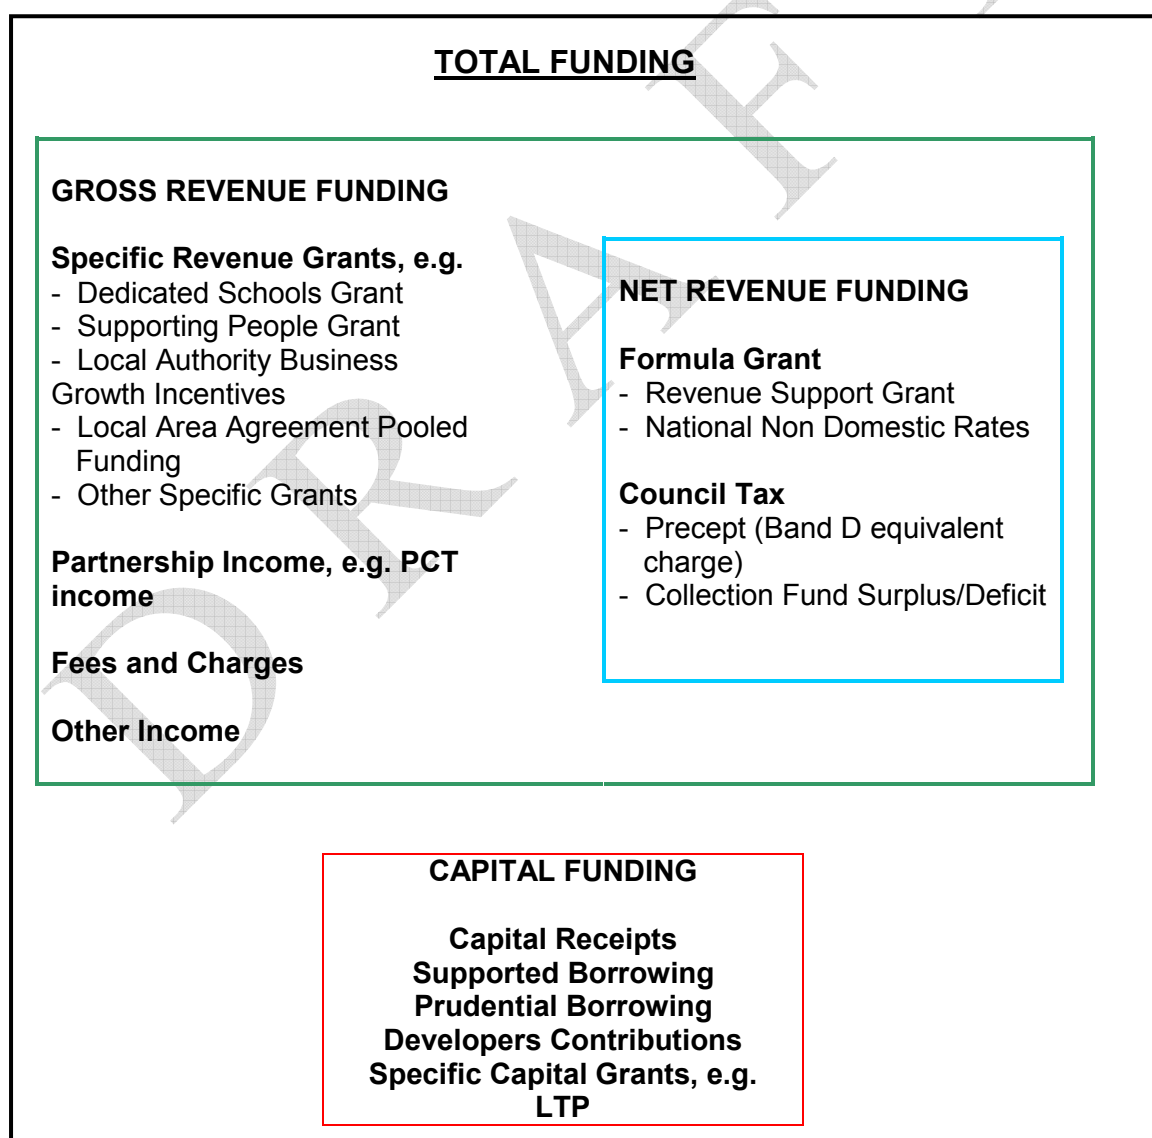 TOTAL FUNDING
GROSS REVENUE FUNDING
Specific Revenue Grants, e.g.
- Dedicated Schools Grant
- Supporting People Grant
- Local Authority Business
Growth Incentives
- Local Area Agreement Pooled
Funding
- Other Specific Grants
Partnership Income, e.g. PCT
income
Fees and Charges
Other Income
NET REVENUE FUNDING
Formula Grant
- Revenue Support Grant
- National Non Domestic Rates
Council Tax
- Precept (Band D equivalent
charge)
- Collection Fund Surplus/Deficit
CAPITAL FUNDING
Capital Receipts
Supported Borrowing
Prudential Borrowing
Developers Contributions
Specific Capital Grants, e.g.
LTP
DRAF